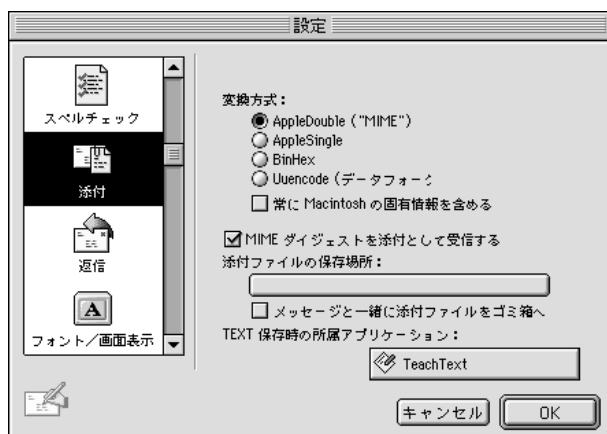 設定
スペルチェック
添付
返信
フォント／画面表示
変換方式：
AppleDouble ("MIME")
AppleSingle
BinHex
Uuencode (データフォーク
常に Macintosh の固有情報を含める
MIME ダイジェストを添付として受信する
添付ファイルの保存場所：
メッセージと一緒に添付ファイルをゴミ箱へ
TEXT 保存時の所属アプリケーション：
TeachText
キャンセル
OK